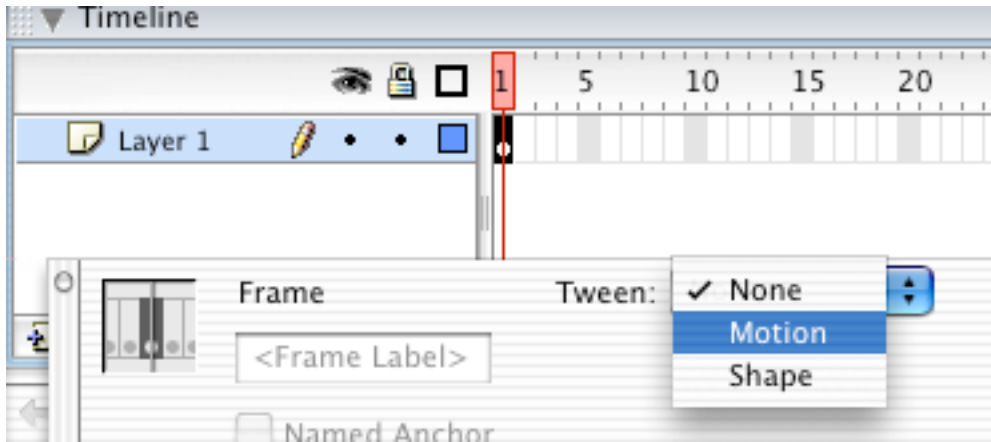 Timeline
1 5 10 15 20
Layer 1
Frame Tween: ✓ None
Motion
<Frame Label>
Shape
Named Anchor